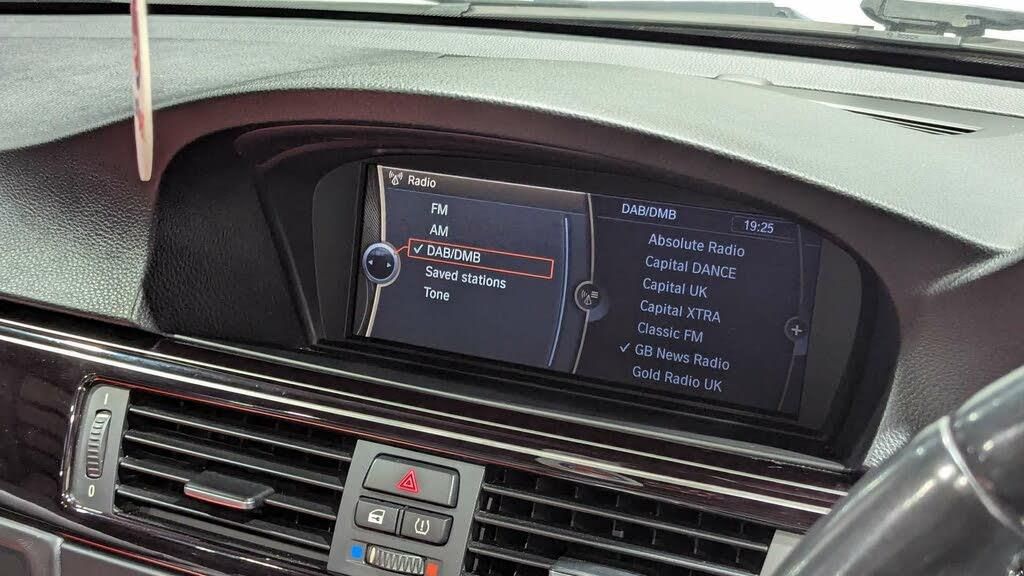 Radio
FM
AM
✓ DAB/DMB
Saved stations
Tone
DAB/DMB
19:25
Absolute Radio
Capital DANCE
Capital UK
Capital XTRA
Classic FM
✓ GB News Radio
Gold Radio UK
+
I
0